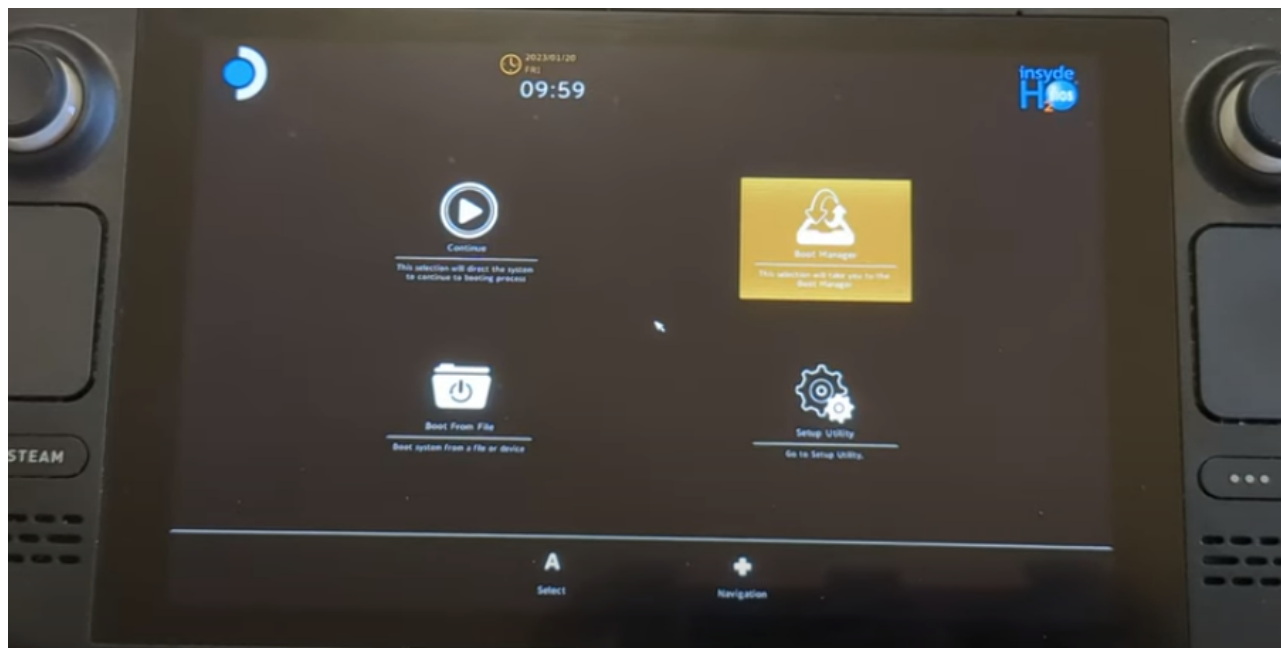 2023/01/20
FRI
09:59
insyde
H2O bios
Continue
This selection will direct the system
to continue to booting process
Boot Manager
This selection will take you to the
Boot Manager
Boot From File
Boot system from a file or device
Setup Utility
Go to Setup Utility.
STEAM
A
Select
Navigation